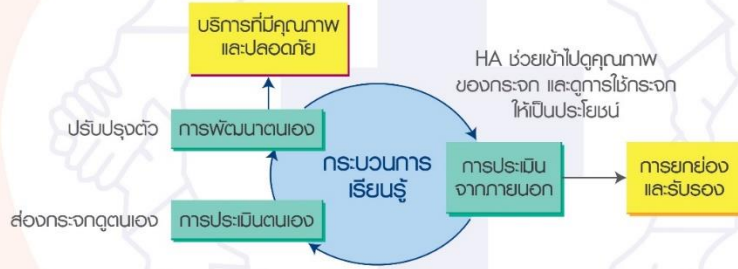 บริการที่มีคุณภาพ
และปลอดภัย
HA ช่วยเข้าไปดูคุณภาพ
ของกระจก และดูการใช้กระจก
ให้เป็นประโยชน์
ปรับปรุงตัว
การพัฒนาตนเอง
กระบวนการ
เรียนรู้
การประเมิน
จากภายนอก
การยกย่อง
และรับรอง
ส่องกระจกดูตนเอง
การประเมินตนเอง